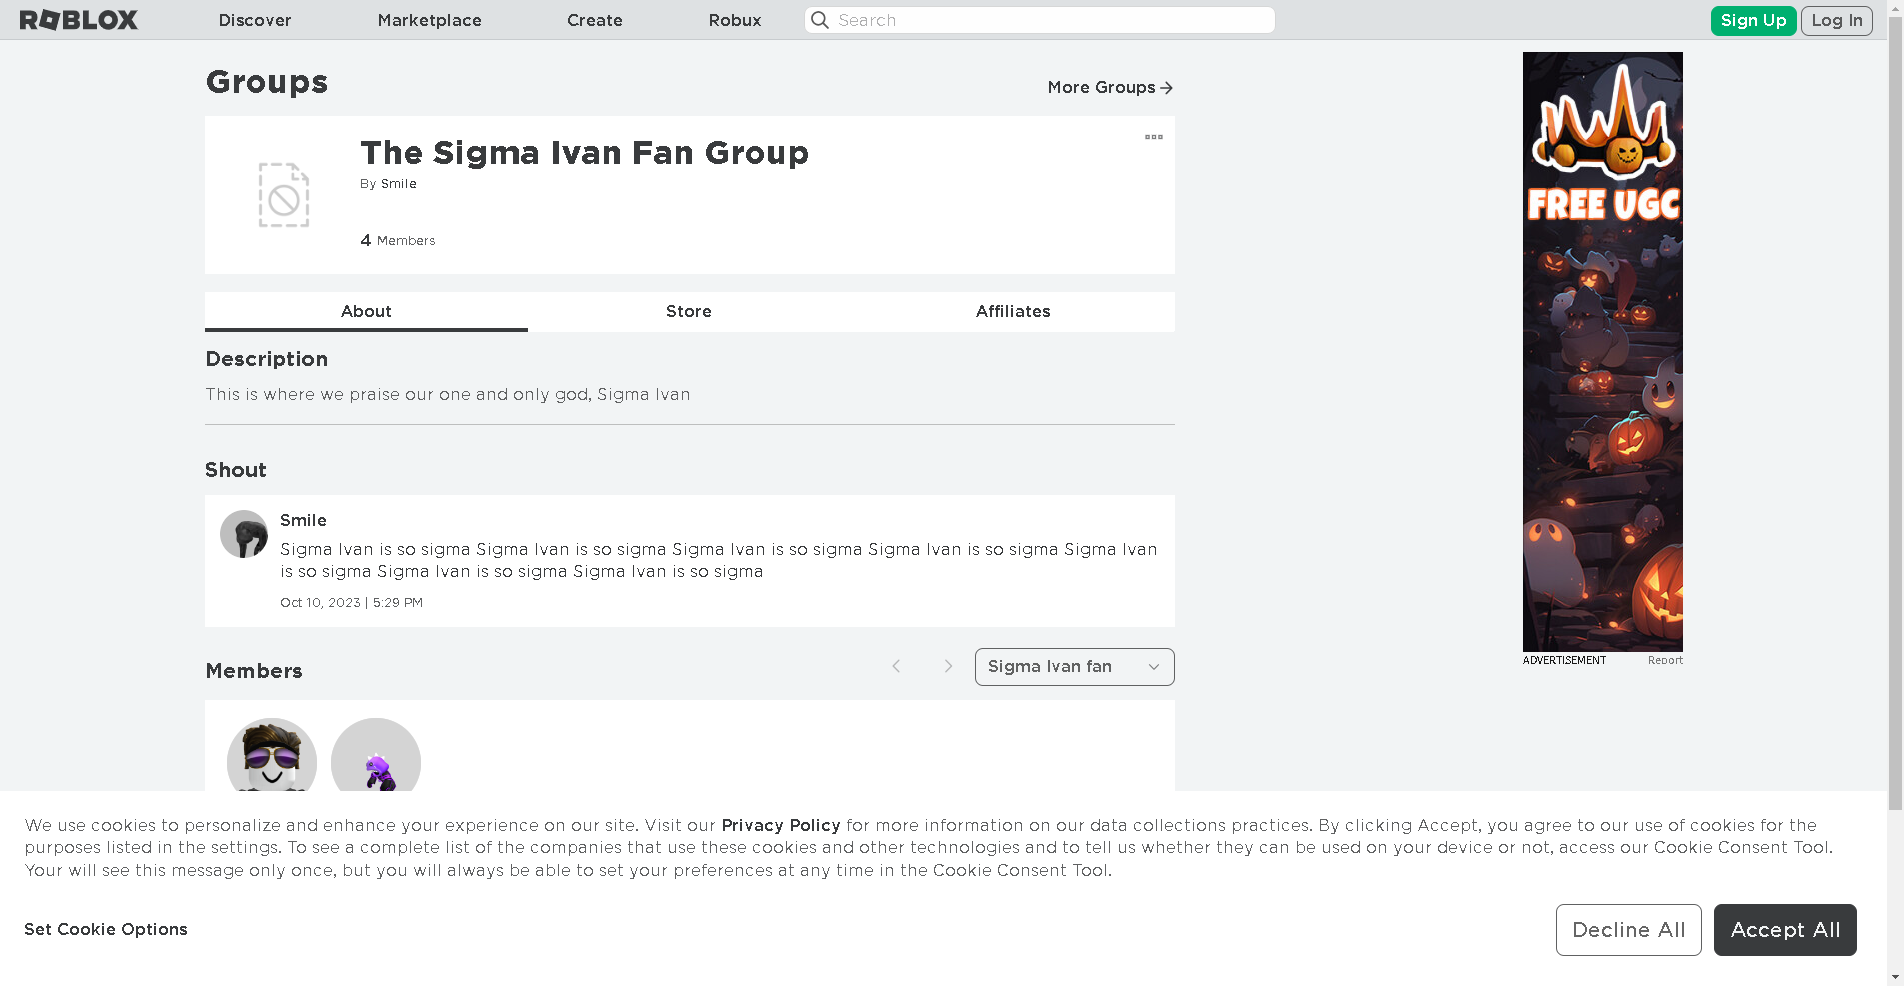 ROBLOX Discover Marketplace Create Robux Search Sign Up Log In
Groups
More Groups
The Sigma Ivan Fan Group
By Smile
4 Members
About Store Affiliates
Description
This is where we praise our one and only god, Sigma Ivan
Shout
Smile
Sigma Ivan is so sigma Sigma Ivan is so sigma Sigma Ivan is so sigma Sigma Ivan is so sigma Sigma Ivan
is so sigma Sigma Ivan is so sigma Sigma Ivan is so sigma
Oct 10, 2023 | 5:29 PM
Members
Sigma Ivan fan
FREE UGC
ADVERTISEMENT Report
We use cookies to personalize and enhance your experience on our site. Visit our Privacy Policy for more information on our data collections practices. By clicking Accept, you agree to our use of cookies for the
purposes listed in the settings. To see a complete list of the companies that use these cookies and other technologies and to tell us whether they can be used on your device or not, access our Cookie Consent Tool.
Your will see this message only once, but you will always be able to set your preferences at any time in the Cookie Consent Tool.
Set Cookie Options
Decline All
Accept All